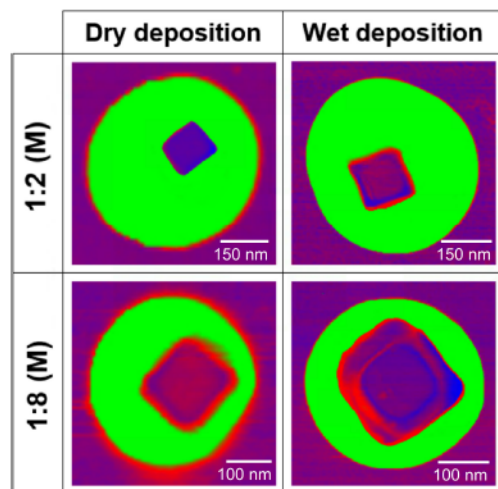 Dry deposition
Wet deposition
1:2 (M)
150 nm
150 nm
1:8 (M)
100 nm
100 nm